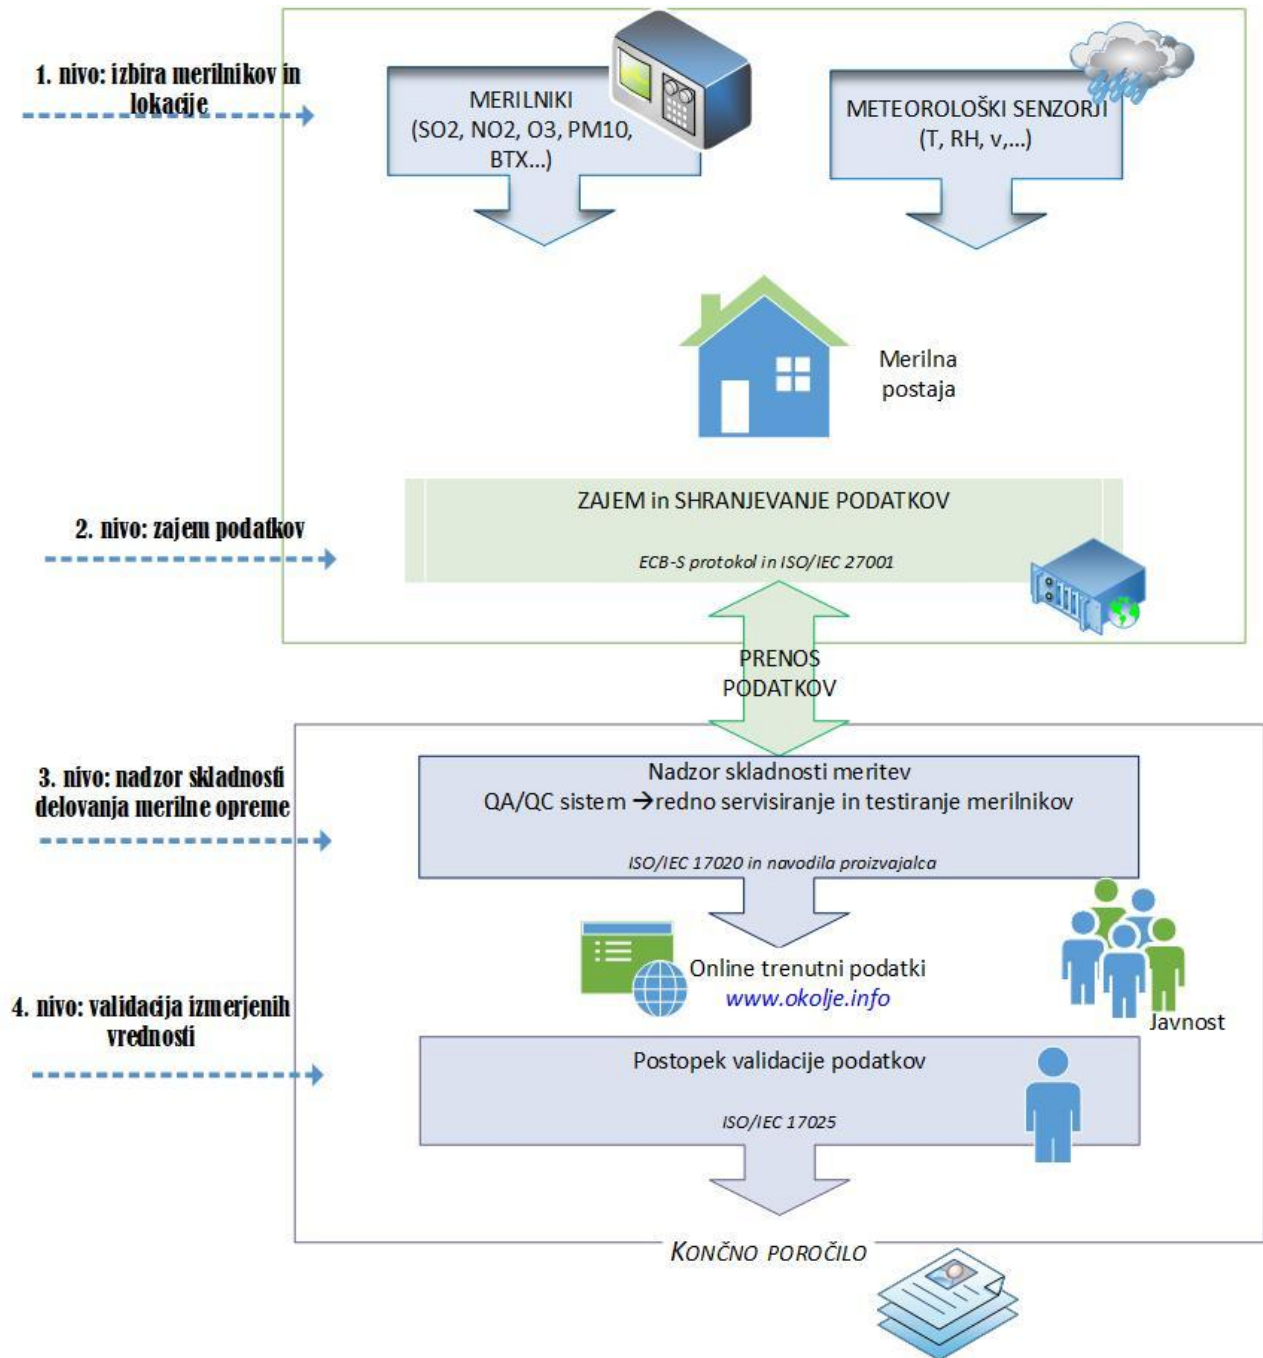 1. nivo: izbira merilnikov in
lokacije
MERILNIKI
(SO2, NO2, O3, PM10,
BTX...)
METEOROLOŠKI SENZORJI
(T, RH, v,...)
Merilna
postaja
2. nivo: zajem podatkov
ZAJEM in SHRANJEVANJE PODATKOV
ECB-S protokol in ISO/IEC 27001
PRENOS
PODATKOV
3. nivo: nadzor skladnosti
delovanja merilne opreme
Nadzor skladnosti meritev
QA/QC sistem →redno servisiranje in testiranje merilnikov
ISO/IEC 17020 in navodila proizvajalca
Online trenutni podatki
www.okolje.info
Javnost
4. nivo: validacija izmerjenih
vrednosti
Postopek validacije podatkov
ISO/IEC 17025
KONČNO POROČILO